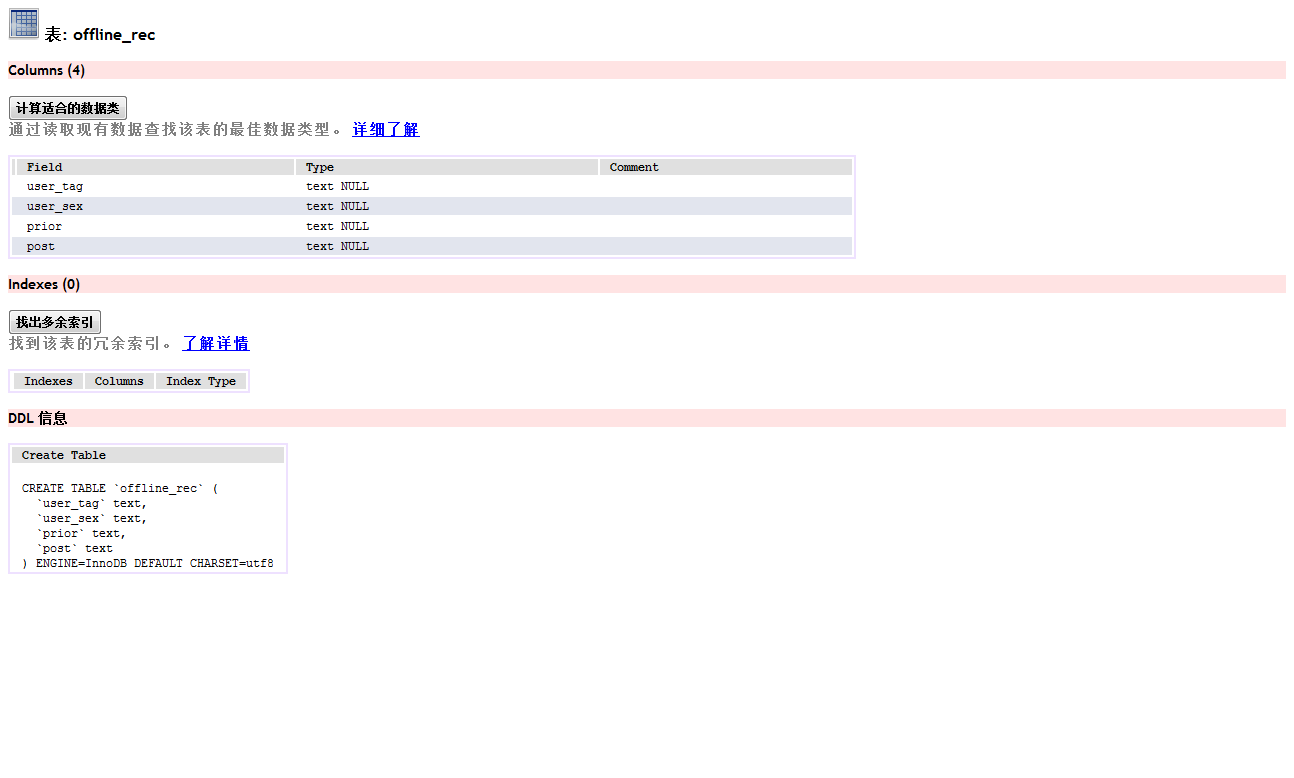 表: offline_rec
Columns (4)
计算适合的数据类
通过读取现有数据查找该表的最佳数据类型。 详细了解
Field Type Comment
user_tag text NULL
user_sex text NULL
prior text NULL
post text NULL
Indexes (0)
找出多余索引
找到该表的冗余索引。 了解详情
Indexes Columns Index Type
DDL 信息
Create Table
CREATE TABLE `offline_rec` (
`user_tag` text,
`user_sex` text,
`prior` text,
`post` text
) ENGINE=InnoDB DEFAULT CHARSET=utf8